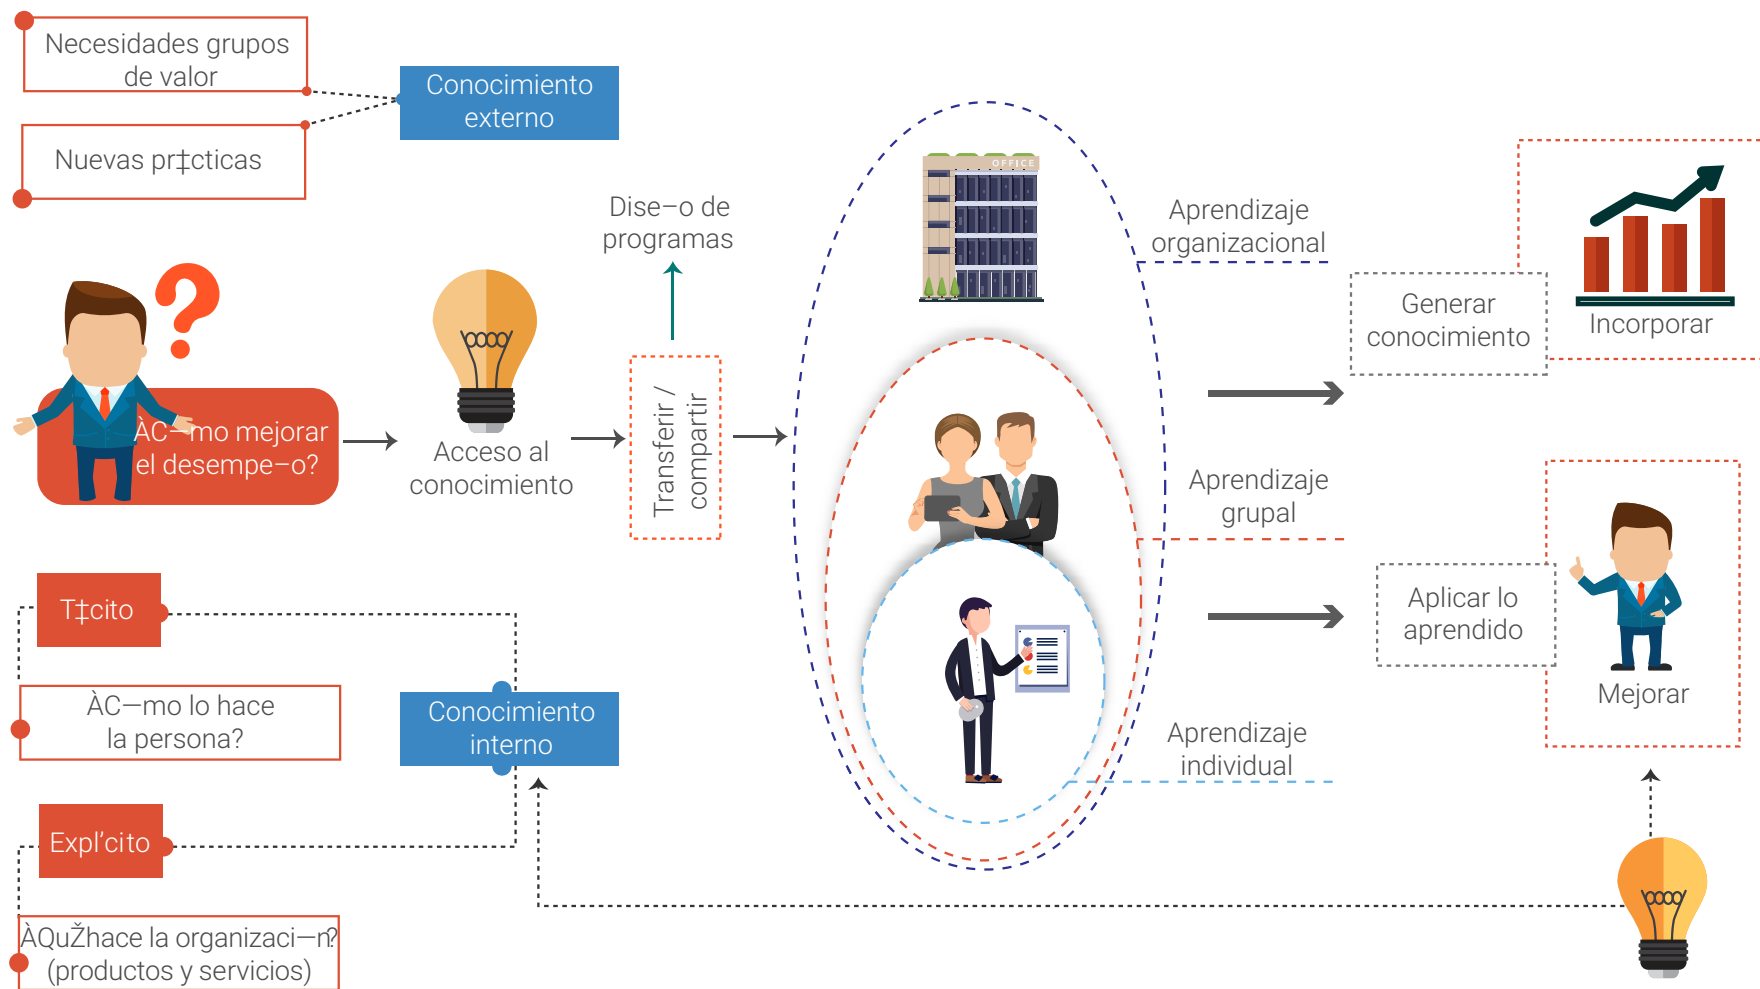 Necesidades grupos
de valor
Conocimiento
externo
Nuevas pr‡cticas
OFFICE
Dise–o de
programas
Aprendizaje
organizacional
Generar
conocimiento
Incorporar
ÀC—mo mejorar
el desempe–o?
Acceso al
conocimiento
Transferir /
compartir
Aprendizaje
grupal
T‡cito
Aplicar lo
aprendido
ÀC—mo lo hace
la persona?
Conocimiento
interno
Mejorar
Aprendizaje
individual
Expl’cito
ÀQuŽhace la organizaci—n?
(productos y servicios)